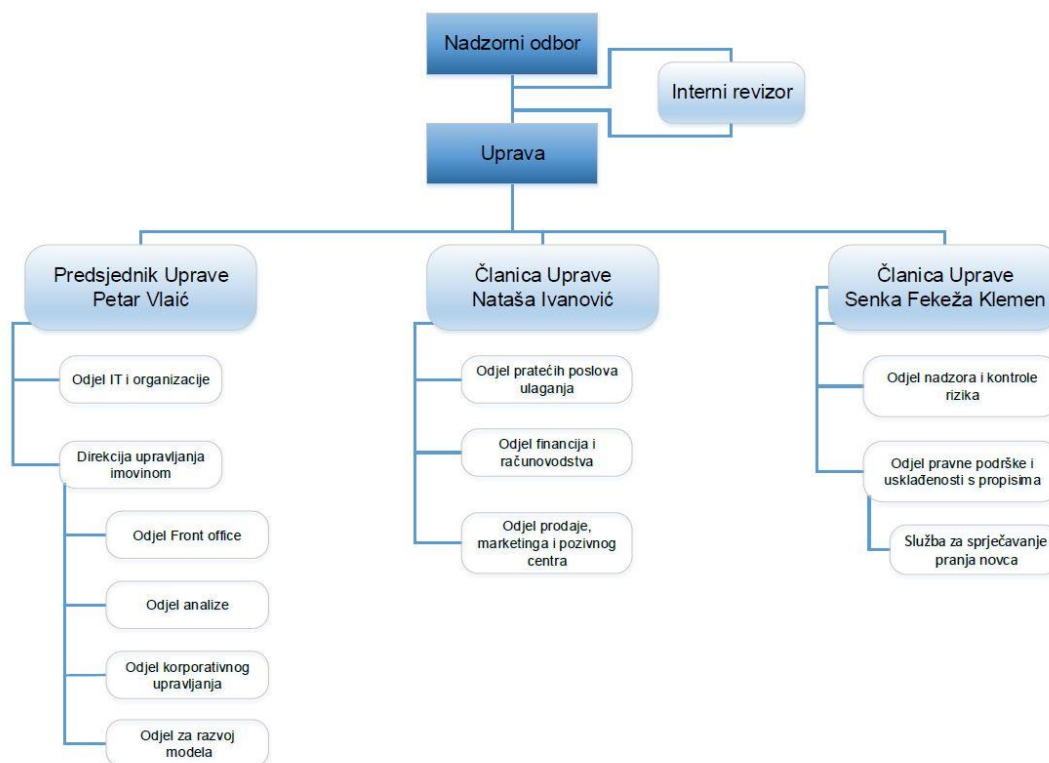 Nadzorni odbor
Interni revizor
Uprava
Predsjednik Uprave
Petar Vlaić
Odjel IT i organizacije
Direkcija upravljanja
imovinom
Odjel Front office
Odjel analize
Odjel korporativnog
upravljanja
Odjel za razvoj
modela
Članica Uprave
Nataša Ivanović
Odjel pratećih poslova
ulaganja
Odjel financija i
računovodstva
Odjel prodaje,
marketinga i pozivnog
centra
Članica Uprave
Senka Fekeža Klemen
Odjel nadzora i kontrole
rizika
Odjel pravne podrške i
usklađenosti s propisima
Služba za sprječavanje
pranja novca